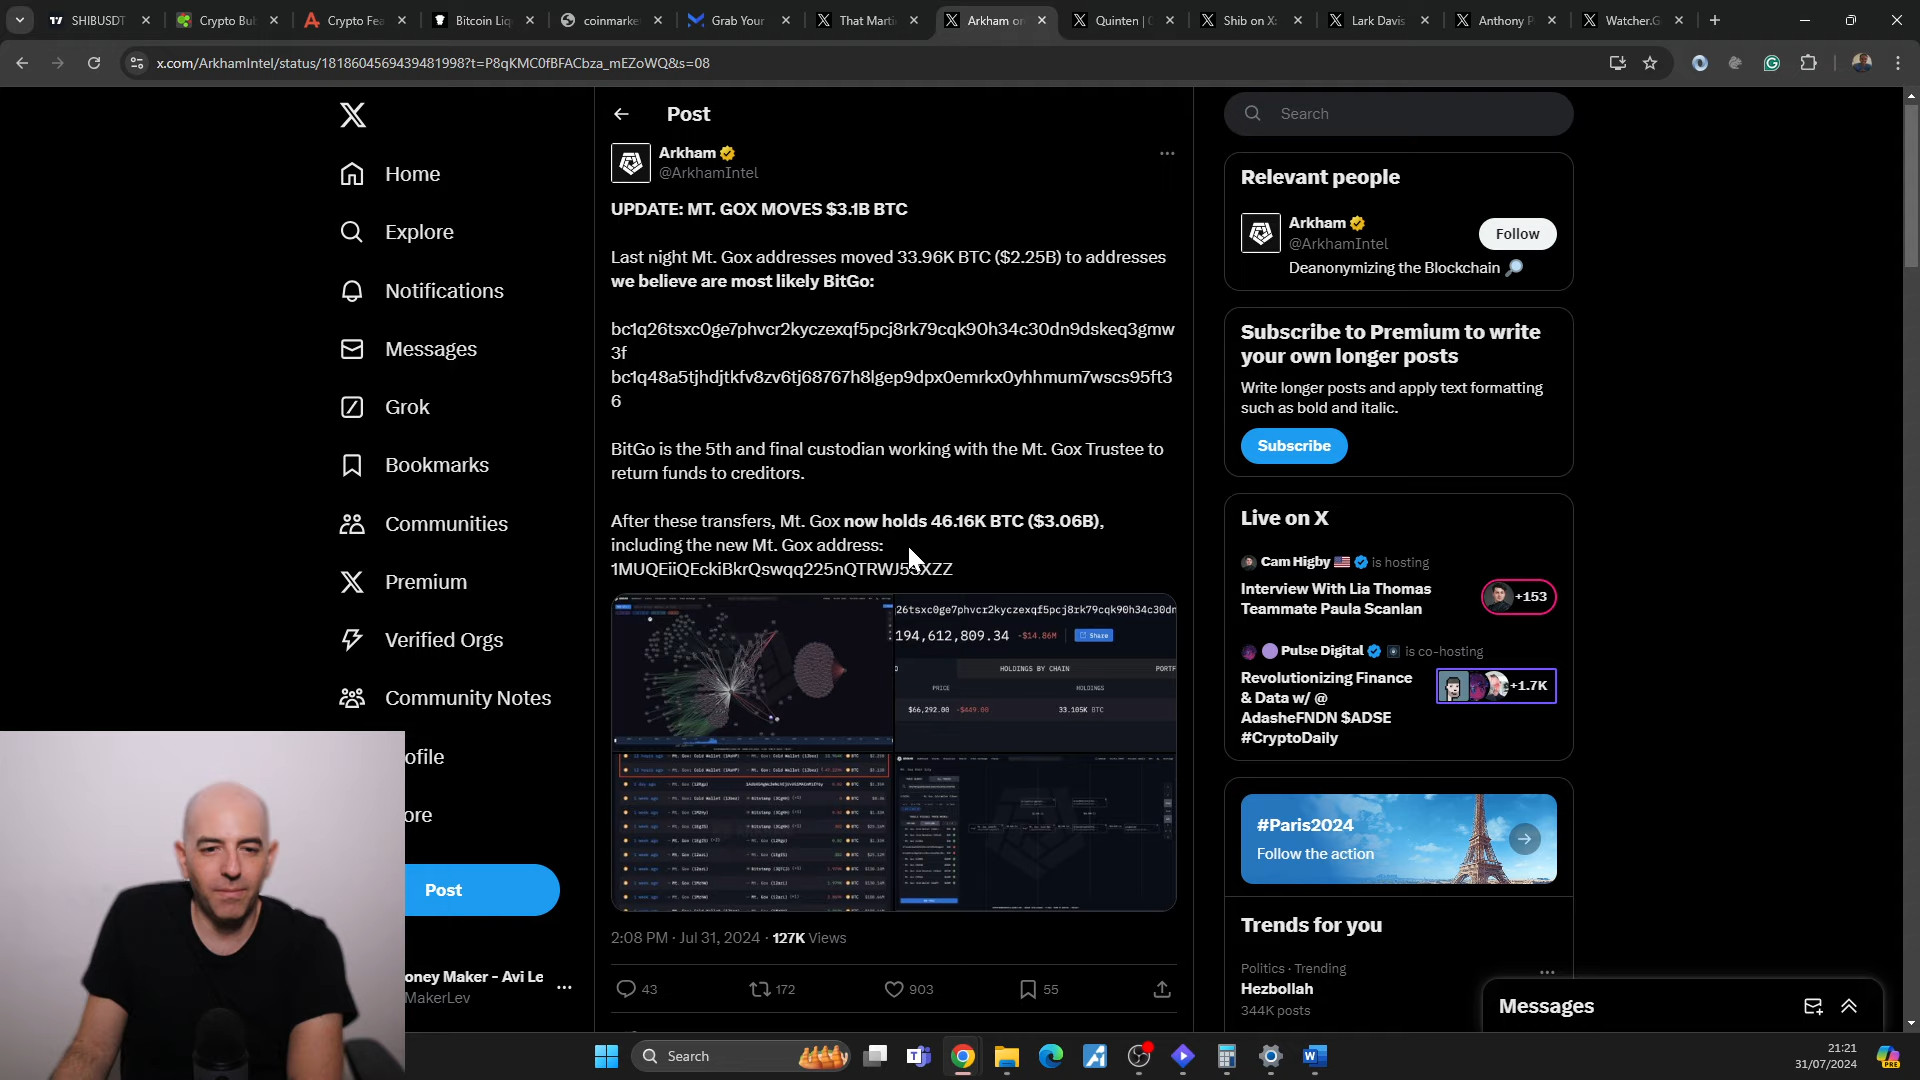 SHIBUSDT
Crypto Bu
Crypto Fea
Bitcoin Liq
coinmarke
Grab Your
That Marti
Arkham on
Quinten |
Shib on X:
Lark Davis
Anthony P
Watcher.G
x.com/ArkhamIntel/status/1818604569439481998?t=P8qKMC0fBFACbza_mEZoWQ&s=08
Home
Explore
Notifications
Messages
Grok
Bookmarks
Communities
Premium
Verified Orgs
Community Notes
ofile
ore
Post
oney Maker - Avi Le
MakerLev
Post
Arkham
@ArkhamIntel
UPDATE: MT. GOX MOVES $3.1B BTC
Last night Mt. Gox addresses moved 33.96K BTC ($2.25B) to addresses
we believe are most likely BitGo:
bc1q26tsxc0ge7phvcr2kyczexqf5pcj8rk79cqk90h34c30dn9dskeq3gmw
3f
bc1q48a5tjhdjtkfv8zv6tj68767h8lgep9dpx0emrkx0yhhmum7wscs95ft3
6
BitGo is the 5th and final custodian working with the Mt. Gox Trustee to
return funds to creditors.
After these transfers, Mt. Gox now holds 46.16K BTC ($3.06B),
including the new Mt. Gox address:
1MUQEiiQEckiBkrQswqq225nQTRWJ53XZZ
26tsxc0ge7phvcr2kyczexqf5pcj8rk79cqk90h34c30dn
194,612,809.34 -$14.86M Share
HOLDINGS BY CHAIN PORTF
PRICE HOLDINGS
$66,292.00 -$449.00 33.105K BTC
2:08 PM · Jul 31, 2024 · 127K Views
43 172 903 55
Search
Relevant people
Arkham
@ArkhamIntel
Follow
Deanonymizing the Blockchain
Subscribe to Premium to write
your own longer posts
Write longer posts and apply text formatting
such as bold and italic.
Subscribe
Live on X
Cam Higby is hosting
Interview With Lia Thomas
Teammate Paula Scanlan
+153
Pulse Digital is co-hosting
Revolutionizing Finance
& Data w/ @
AdasheFNDN $ADSE
#CryptoDaily
+1.7K
#Paris2024
Follow the action
Trends for you
Politics · Trending
Hezbollah
344K posts
Messages
Search
21:21
31/07/2024